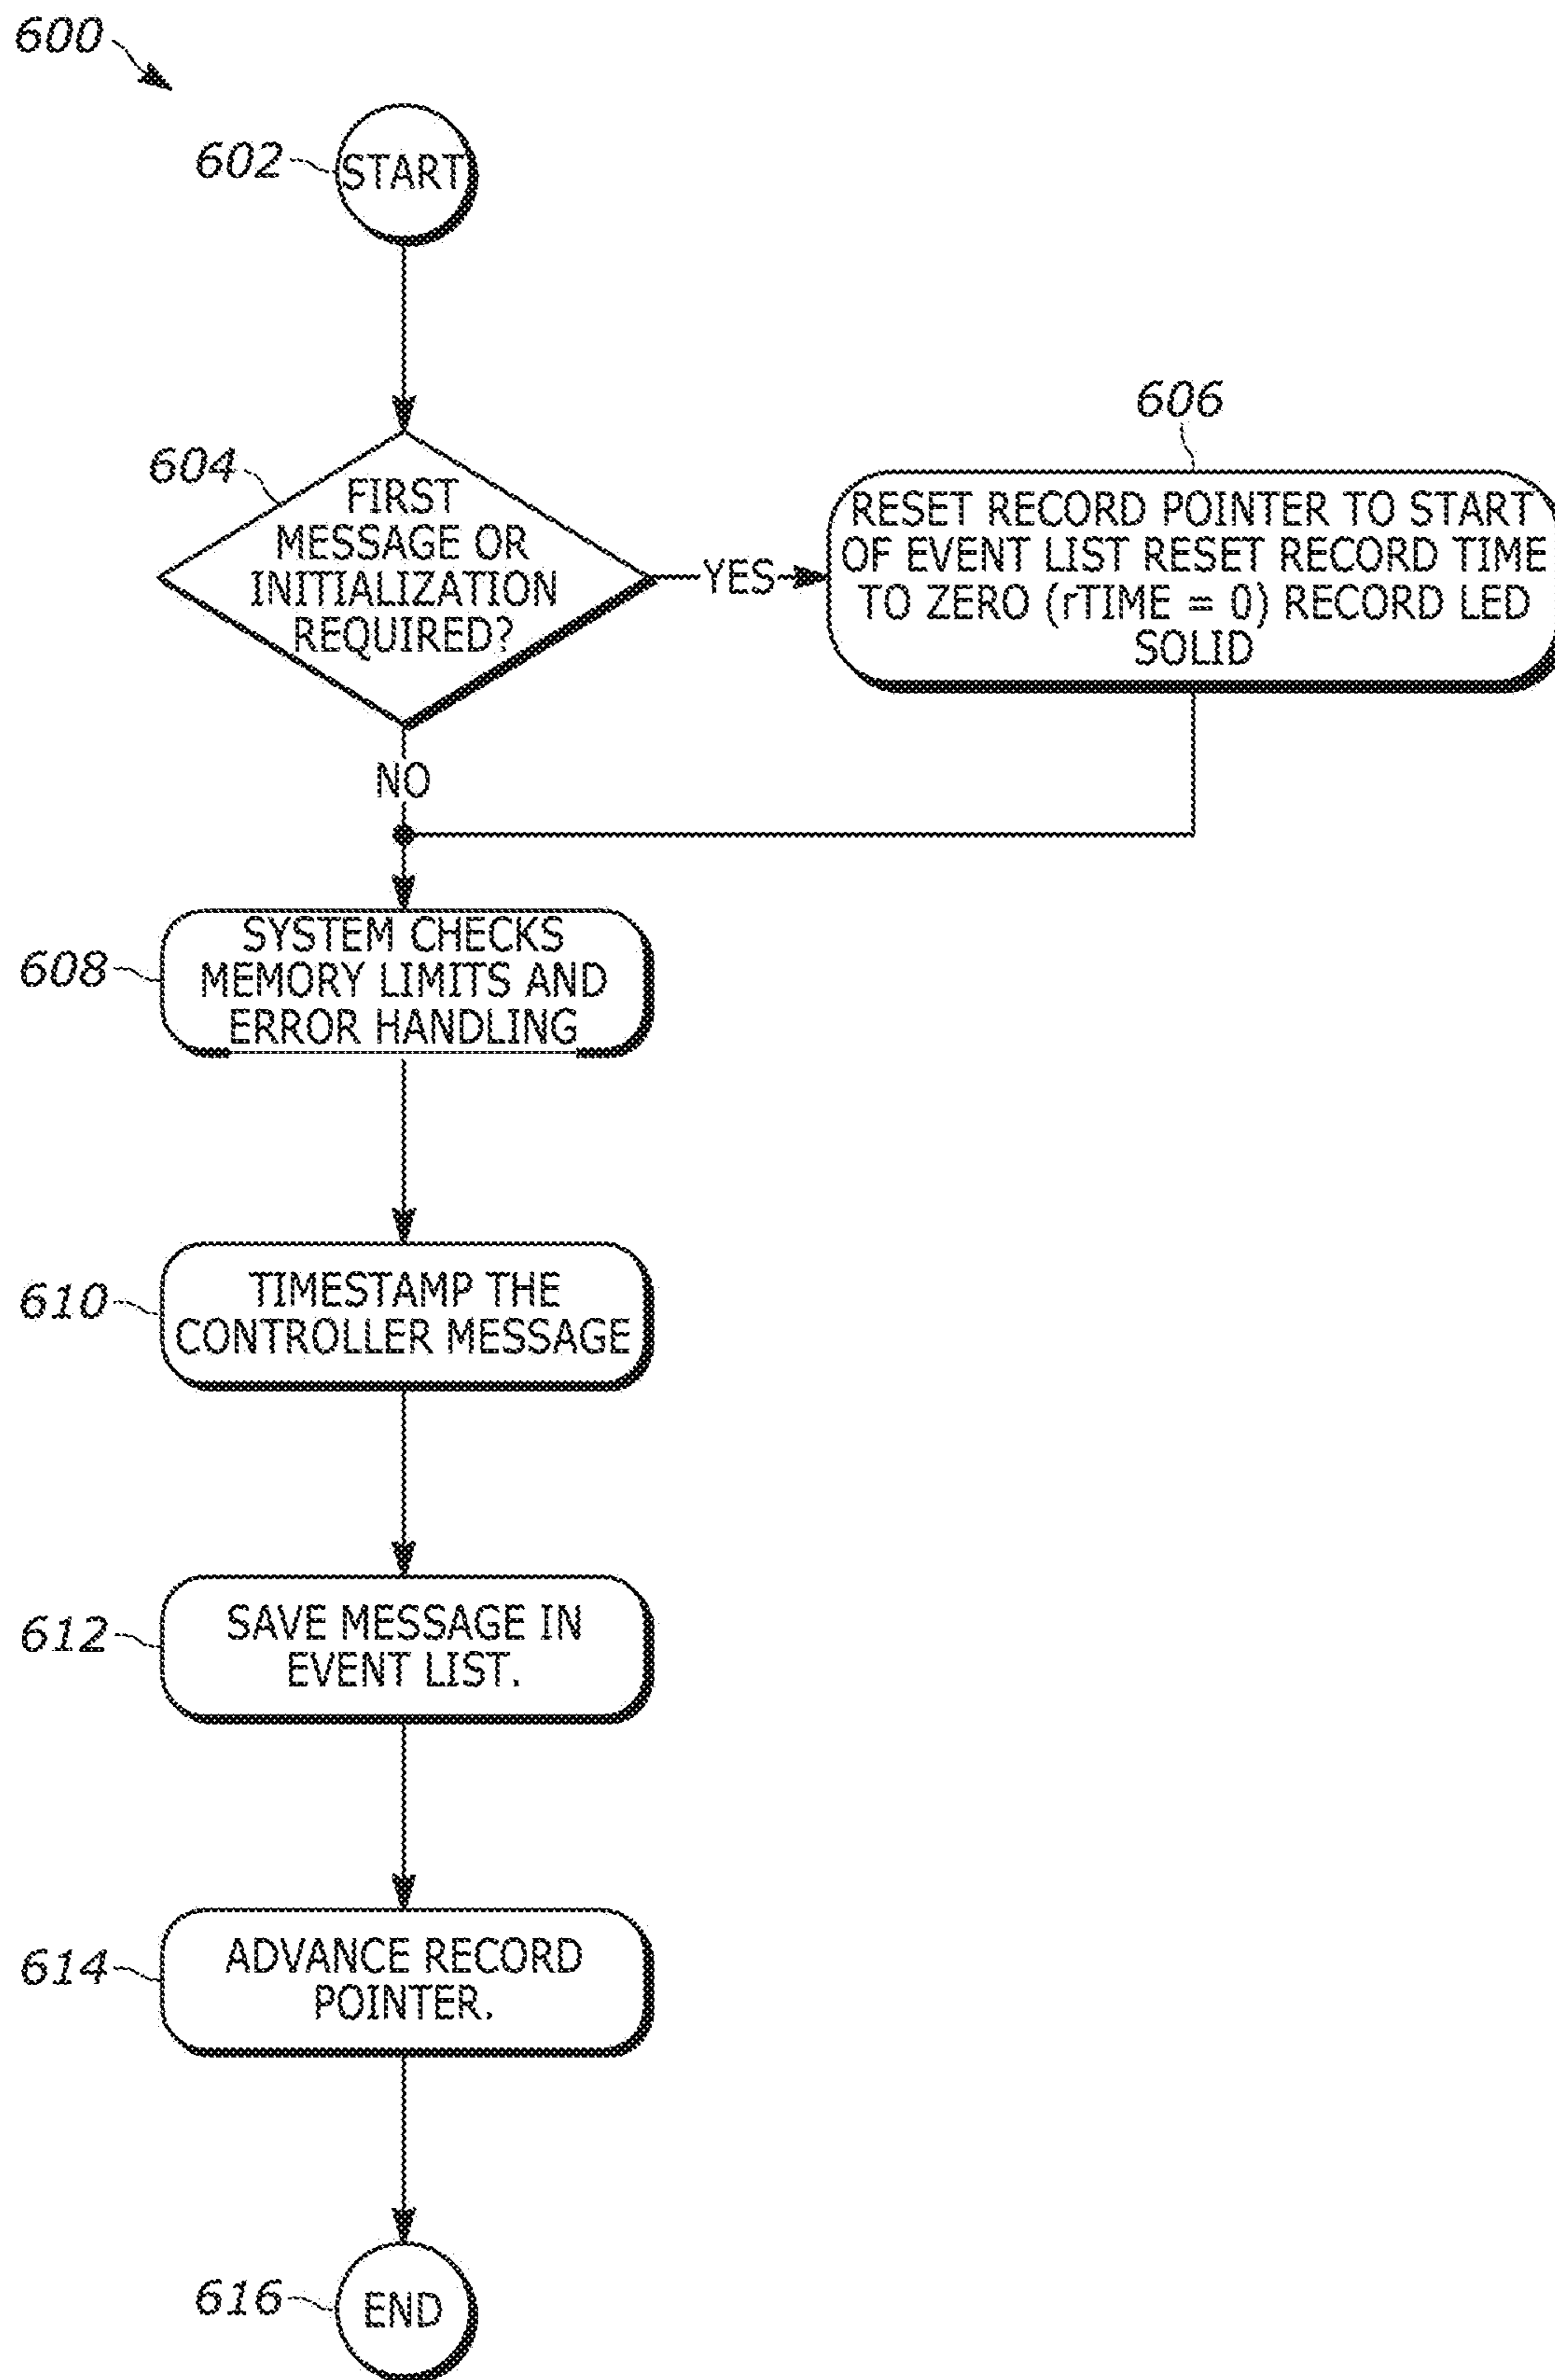 600
602
START
604
FIRST
MESSAGE OR
INITIALIZATION
REQUIRED?
YES
606
RESET RECORD POINTER TO START
OF EVENT LIST RESET RECORD TIME
TO ZERO (rTIME = 0) RECORD LED
SOLID
NO
608
SYSTEM CHECKS
MEMORY LIMITS AND
ERROR HANDLING
610
TIMESTAMP THE
CONTROLLER MESSAGE
612
SAVE MESSAGE IN
EVENT LIST.
614
ADVANCE RECORD
POINTER.
616
END